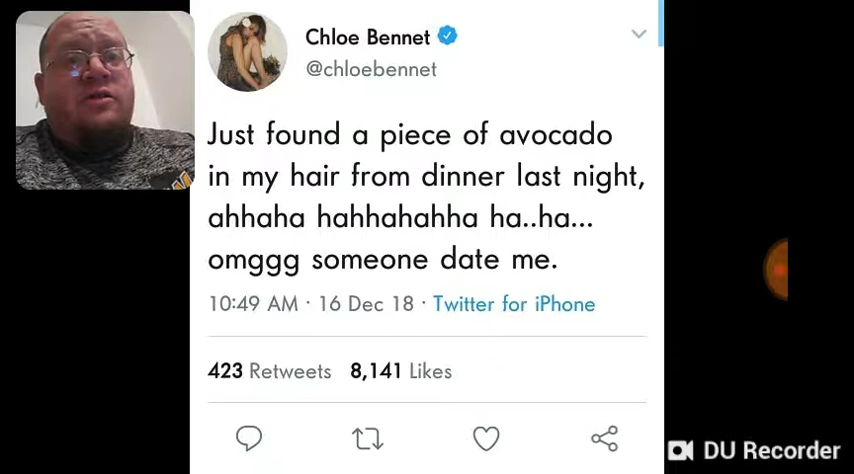 Chloe Bennet
@chloebennet
Just found a piece of avocado
in my hair from dinner last night,
ahhaha hahhahahha ha..ha...
omggg someone date me.
10:49 AM · 16 Dec 18 · Twitter for iPhone
423 Retweets 8,141 Likes
DU Recorder